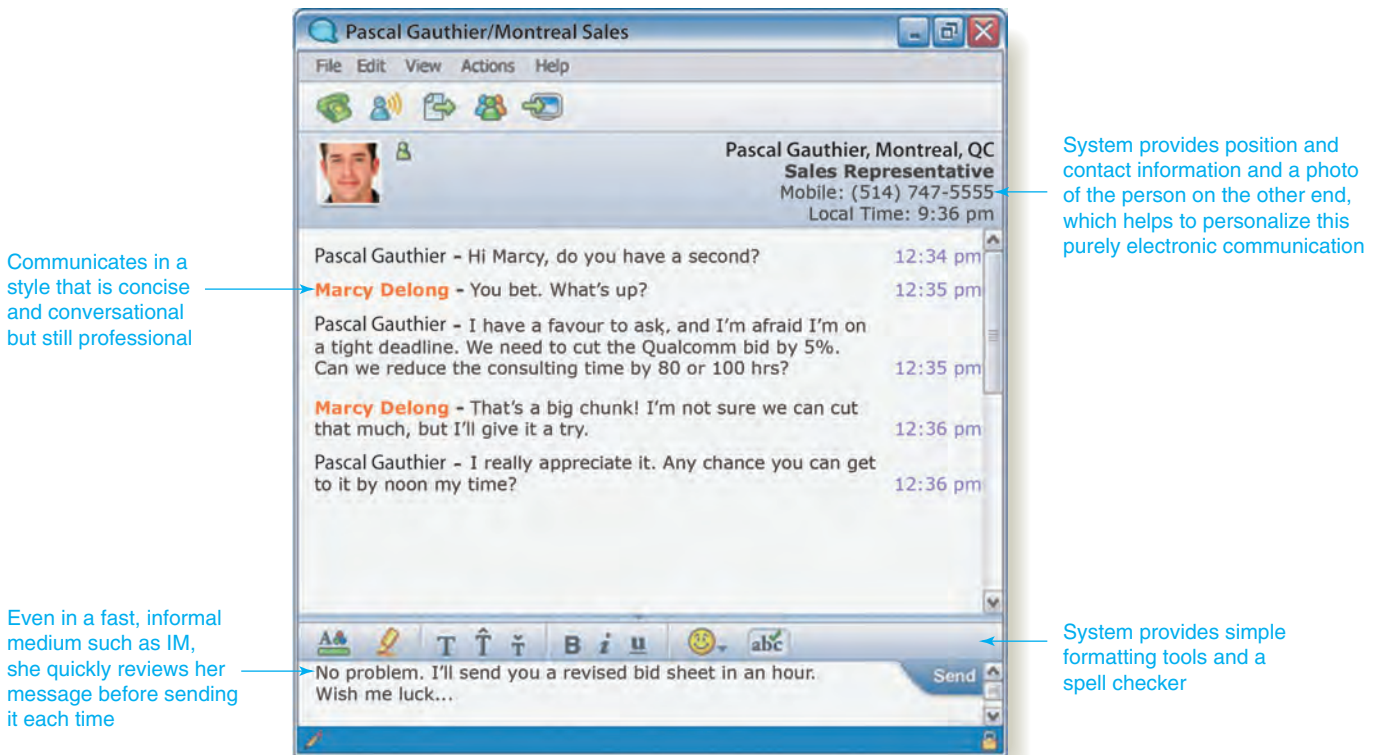 Pascal Gauthier/Montreal Sales
File Edit View Actions Help
Pascal Gauthier, Montreal, QC
Sales Representative
Mobile: (514) 747-5555
Local Time: 9:36 pm
System provides position and
contact information and a photo
of the person on the other end,
which helps to personalize this
purely electronic communication
Communicates in a
style that is concise
and conversational
but still professional
Pascal Gauthier - Hi Marcy, do you have a second? 12:34 pm
Marcy Delong - You bet. What's up? 12:35 pm
Pascal Gauthier - I have a favour to ask, and I'm afraid I'm on
a tight deadline. We need to cut the Qualcomm bid by 5%.
Can we reduce the consulting time by 80 or 100 hrs? 12:35 pm
Marcy Delong - That's a big chunk! I'm not sure we can cut
that much, but I'll give it a try. 12:36 pm
Pascal Gauthier - I really appreciate it. Any chance you can get
to it by noon my time? 12:36 pm
Even in a fast, informal
medium such as IM,
she quickly reviews her
message before sending
it each time
A& T T T B i u abc
System provides simple
formatting tools and a
spell checker
No problem. I'll send you a revised bid sheet in an hour.
Wish me luck...
Send